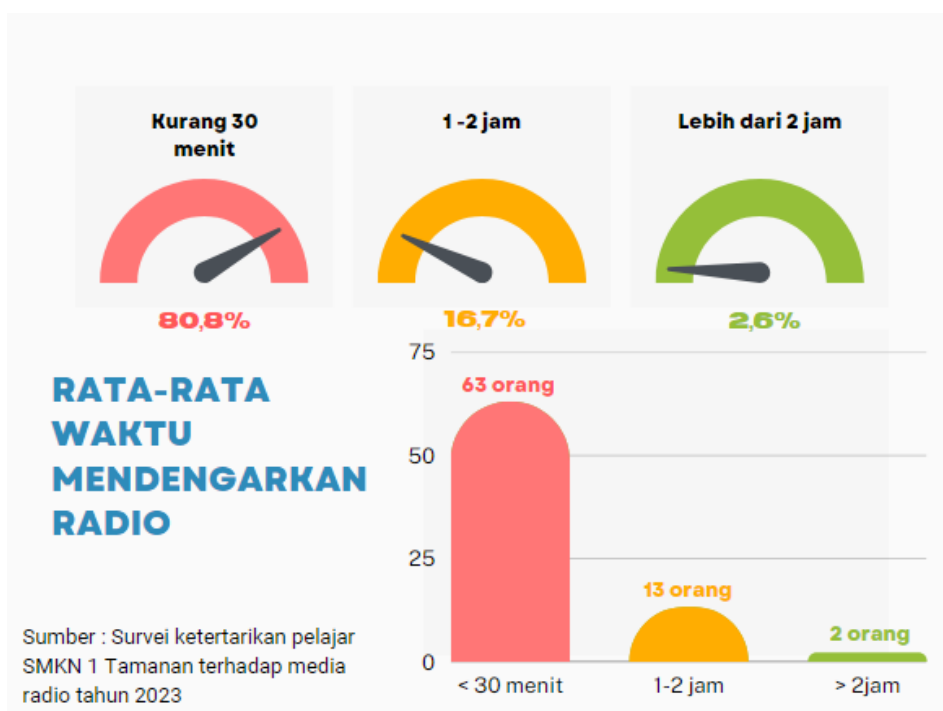 Kurang 30
menit
1 -2 jam
Lebih dari 2 jam
80,8%
16,7%
2,6%
RATA-RATA
WAKTU
MENDENGARKAN
RADIO
Sumber : Survei ketertarikan pelajar
SMKN 1 Tamanan terhadap media
radio tahun 2023
75
50
25
0
63 orang
13 orang
2 orang
< 30 menit
1-2 jam
> 2jam